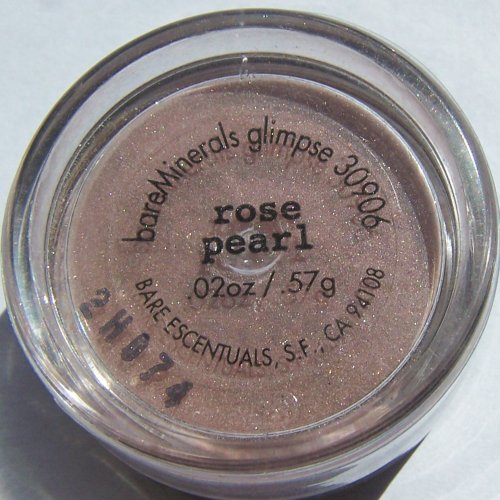 bareMinerals glimpse 30906
rose
pearl
.02oz / .57g
BARE ESCENTUALS, S.F., CA 94108
2H074